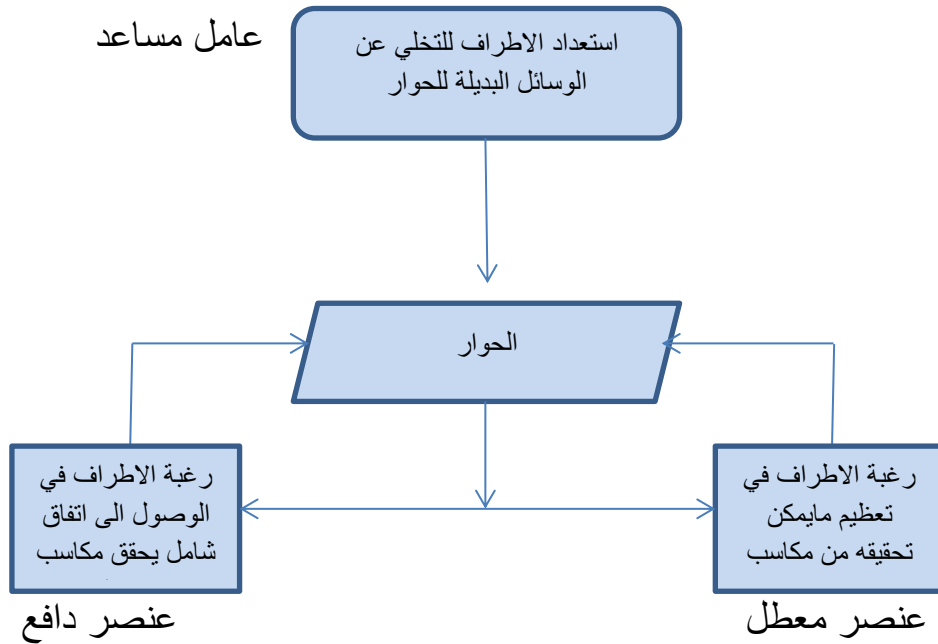 عامل مساعد
استعداد الاطراف للتخلي عن
الوسائل البديلة للحوار
الحوار
رغبة الاطراف في
تعظيم مايمكن
تحقيقه من مكاسب
عنصر معطل
رغبة الاطراف في
الوصول الى اتفاق
شامل يحقق مكاسب
عنصر دافع